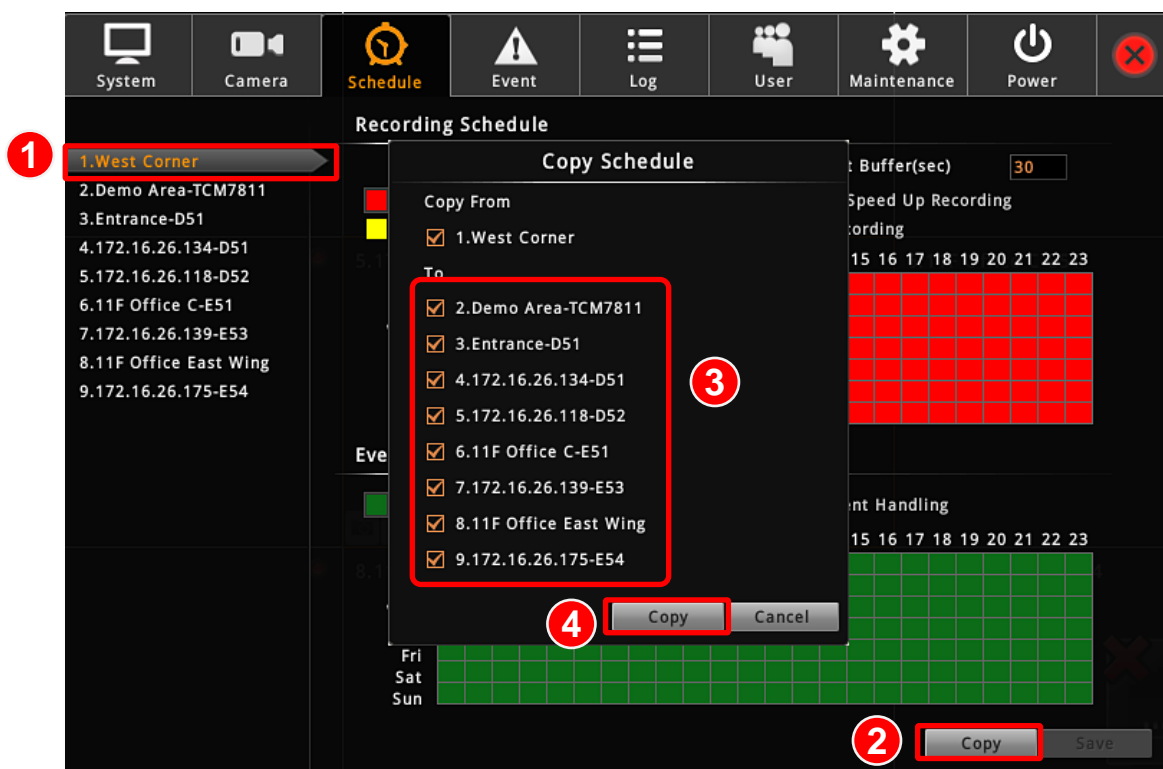 System Camera Schedule Event Log User Maintenance Power
Recording Schedule
1
1.West Corner
2.Demo Area-TCM7811
3.Entrance-D51
4.172.16.26.134-D51
5.172.16.26.118-D52
6.11F Office C-E51
7.172.16.26.139-E53
8.11F Office East Wing
9.172.16.26.175-E54
Copy Schedule
Copy From
1.West Corner
To
2.Demo Area-TCM7811
3.Entrance-D51
4.172.16.26.134-D51
5.172.16.26.118-D52
6.11F Office C-E51
7.172.16.26.139-E53
8.11F Office East Wing
9.172.16.26.175-E54
3
4
Copy Cancel
Buffer(sec) 30
Speed Up Recording
15 16 17 18 19 20 21 22 23
Eve
Handling
15 16 17 18 19 20 21 22 23
Fri
Sat
Sun
2
Copy Save